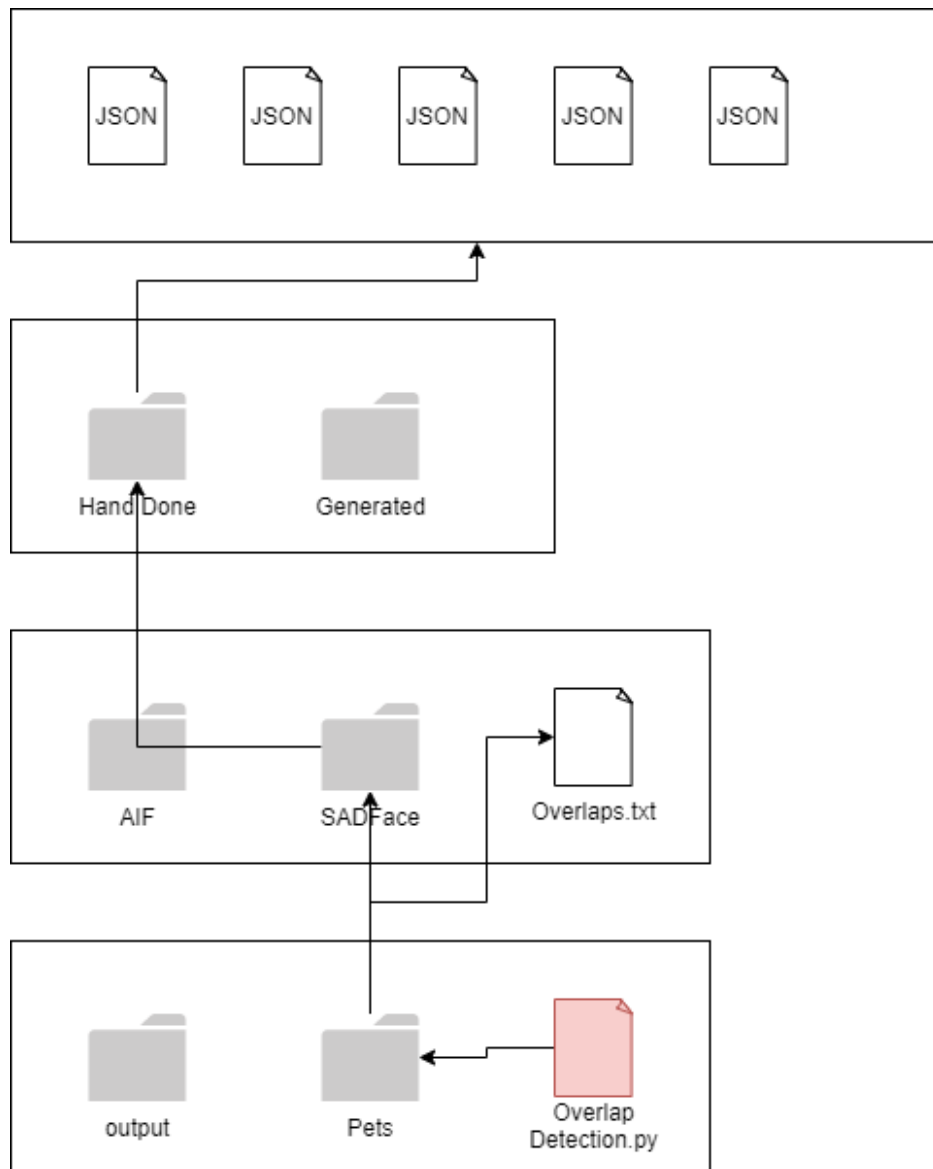 JSON
JSON
JSON
JSON
JSON
Hand Done
Generated
AIF
SADFace
Overlaps.txt
output
Pets
Overlap
Detection.py